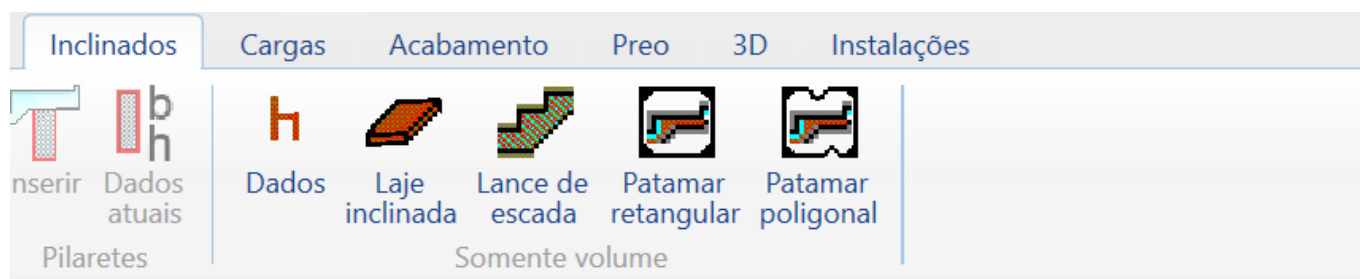 Inclinados Cargas Acabamento Preo 3D Instalações
b
h
h
nserir Dados atuais Dados Laje inclinada Lance de escada Patamar retangular Patamar poligonal
Pilaretes Somente volume